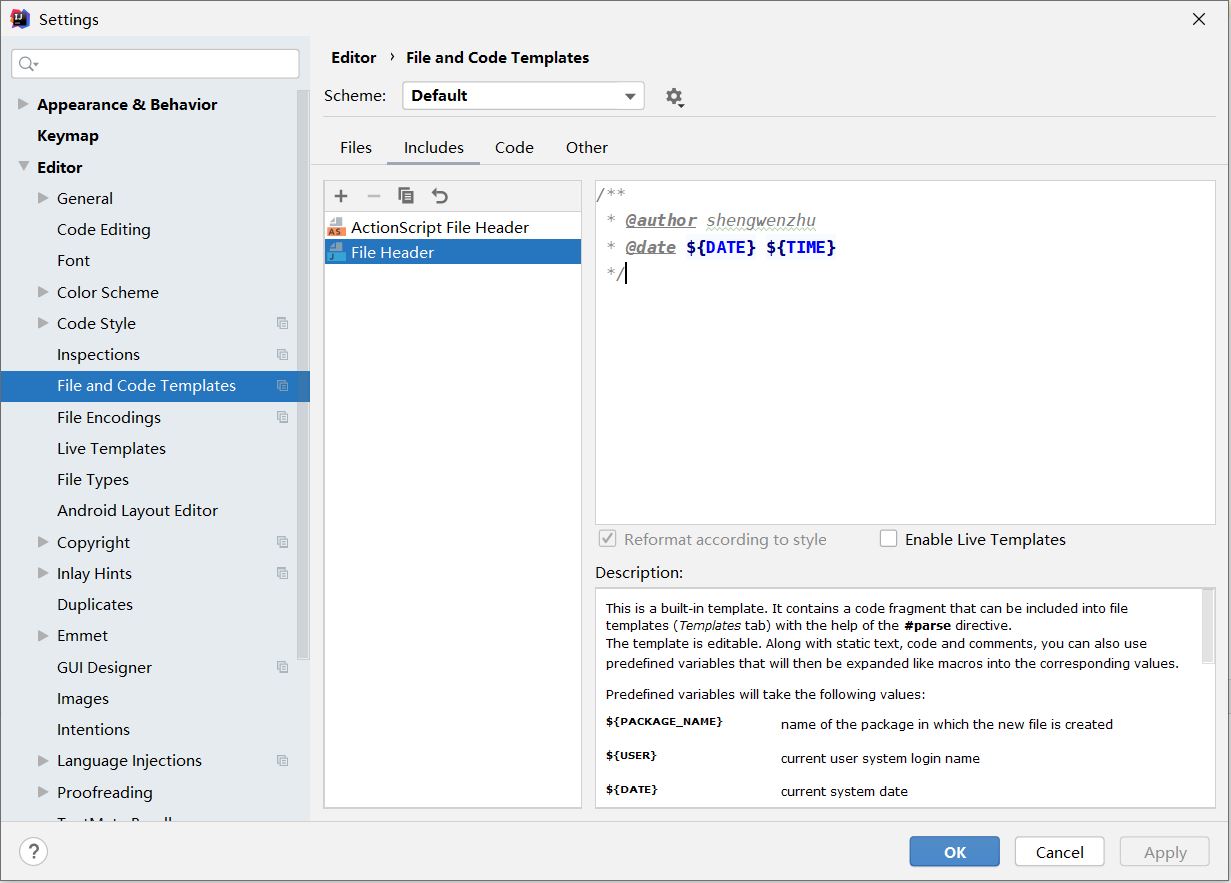 Settings
Appearance & Behavior
Keymap
Editor
General
Code Editing
Font
Color Scheme
Code Style
Inspections
File and Code Templates
File Encodings
Live Templates
File Types
Android Layout Editor
Copyright
Inlay Hints
Duplicates
Emmet
GUI Designer
Images
Intentions
Language Injections
Proofreading
Editor › File and Code Templates
Scheme: Default
Files Includes Code Other
ActionScript File Header
File Header
/**
* @author shengwenzhu
* @date ${DATE} ${TIME}
*/
Reformat according to style Enable Live Templates
Description:
This is a built-in template. It contains a code fragment that can be included into file
templates (Templates tab) with the help of the #parse directive.
The template is editable. Along with static text, code and comments, you can also use
predefined variables that will then be expanded like macros into the corresponding values.
Predefined variables will take the following values:
${PACKAGE_NAME} name of the package in which the new file is created
${USER} current user system login name
${DATE} current system date
? OK Cancel Apply